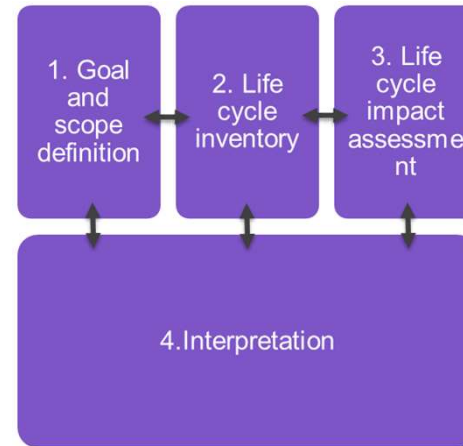 1. Goal
and
scope
definition
2. Life
cycle
inventory
3. Life
cycle
impact
assessme
nt
4.Interpretation